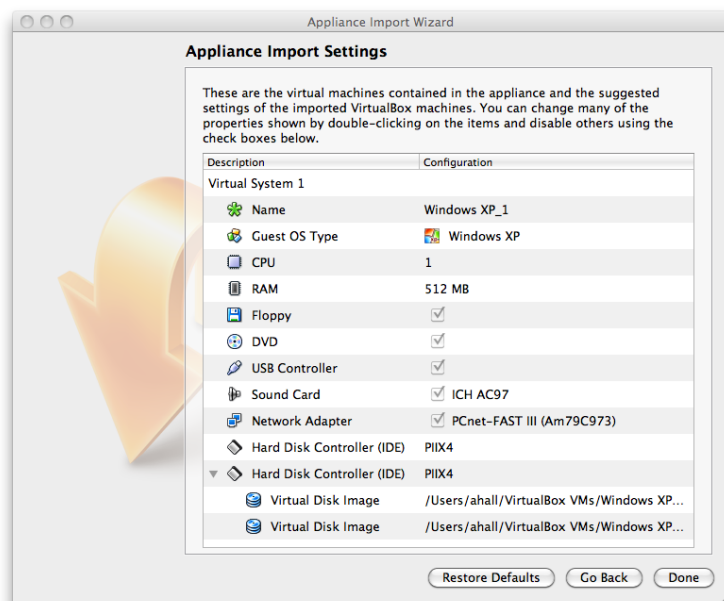 Appliance Import Wizard
Appliance Import Settings
These are the virtual machines contained in the appliance and the suggested
settings of the imported VirtualBox machines. You can change many of the
properties shown by double-clicking on the items and disable others using the
check boxes below.
Description Configuration
Virtual System 1
Name Windows XP_1
Guest OS Type Windows XP
CPU 1
RAM 512 MB
Floppy
DVD
USB Controller
Sound Card ICH AC97
Network Adapter PCnet-FAST III (Am79C973)
Hard Disk Controller (IDE) PIIX4
Hard Disk Controller (IDE) PIIX4
Virtual Disk Image /Users/ahall/VirtualBox VMs/Windows XP...
Virtual Disk Image /Users/ahall/VirtualBox VMs/Windows XP...
Restore Defaults Go Back Done